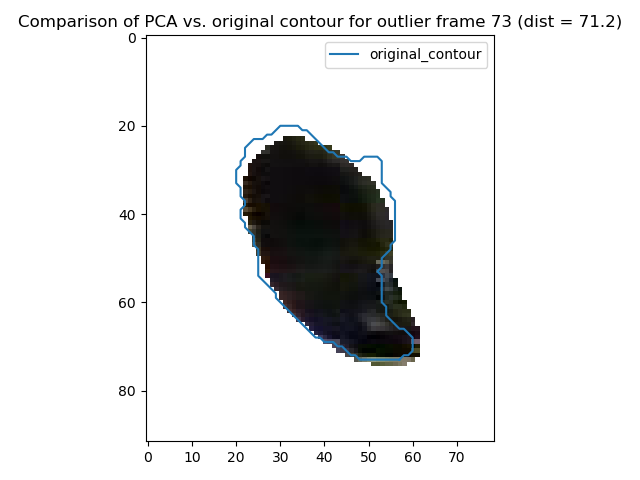 Comparison of PCA vs. original contour for outlier frame 73 (dist = 71.2)
original_contour
0
20
40
60
80
0 10 20 30 40 50 60 70